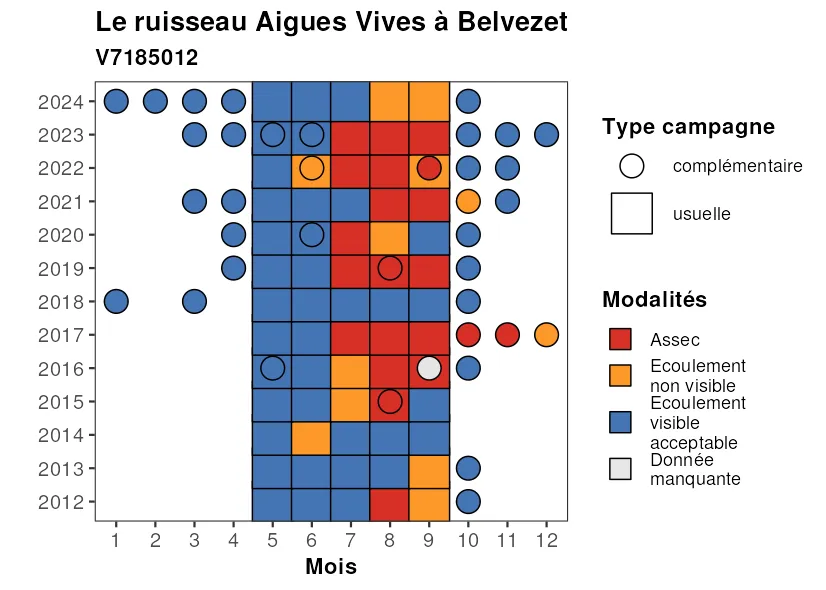 Le ruisseau Aigues Vives à Belvezet
V7185012
2024
2023
2022
2021
2020
2019
2018
2017
2016
2015
2014
2013
2012
1 2 3 4 5 6 7 8 9 10 11 12
Mois
Type campagne
complémentaire
usuelle
Modalités
Assec
Ecoulement
non visible
Ecoulement
visible
acceptable
Donnée
manquante